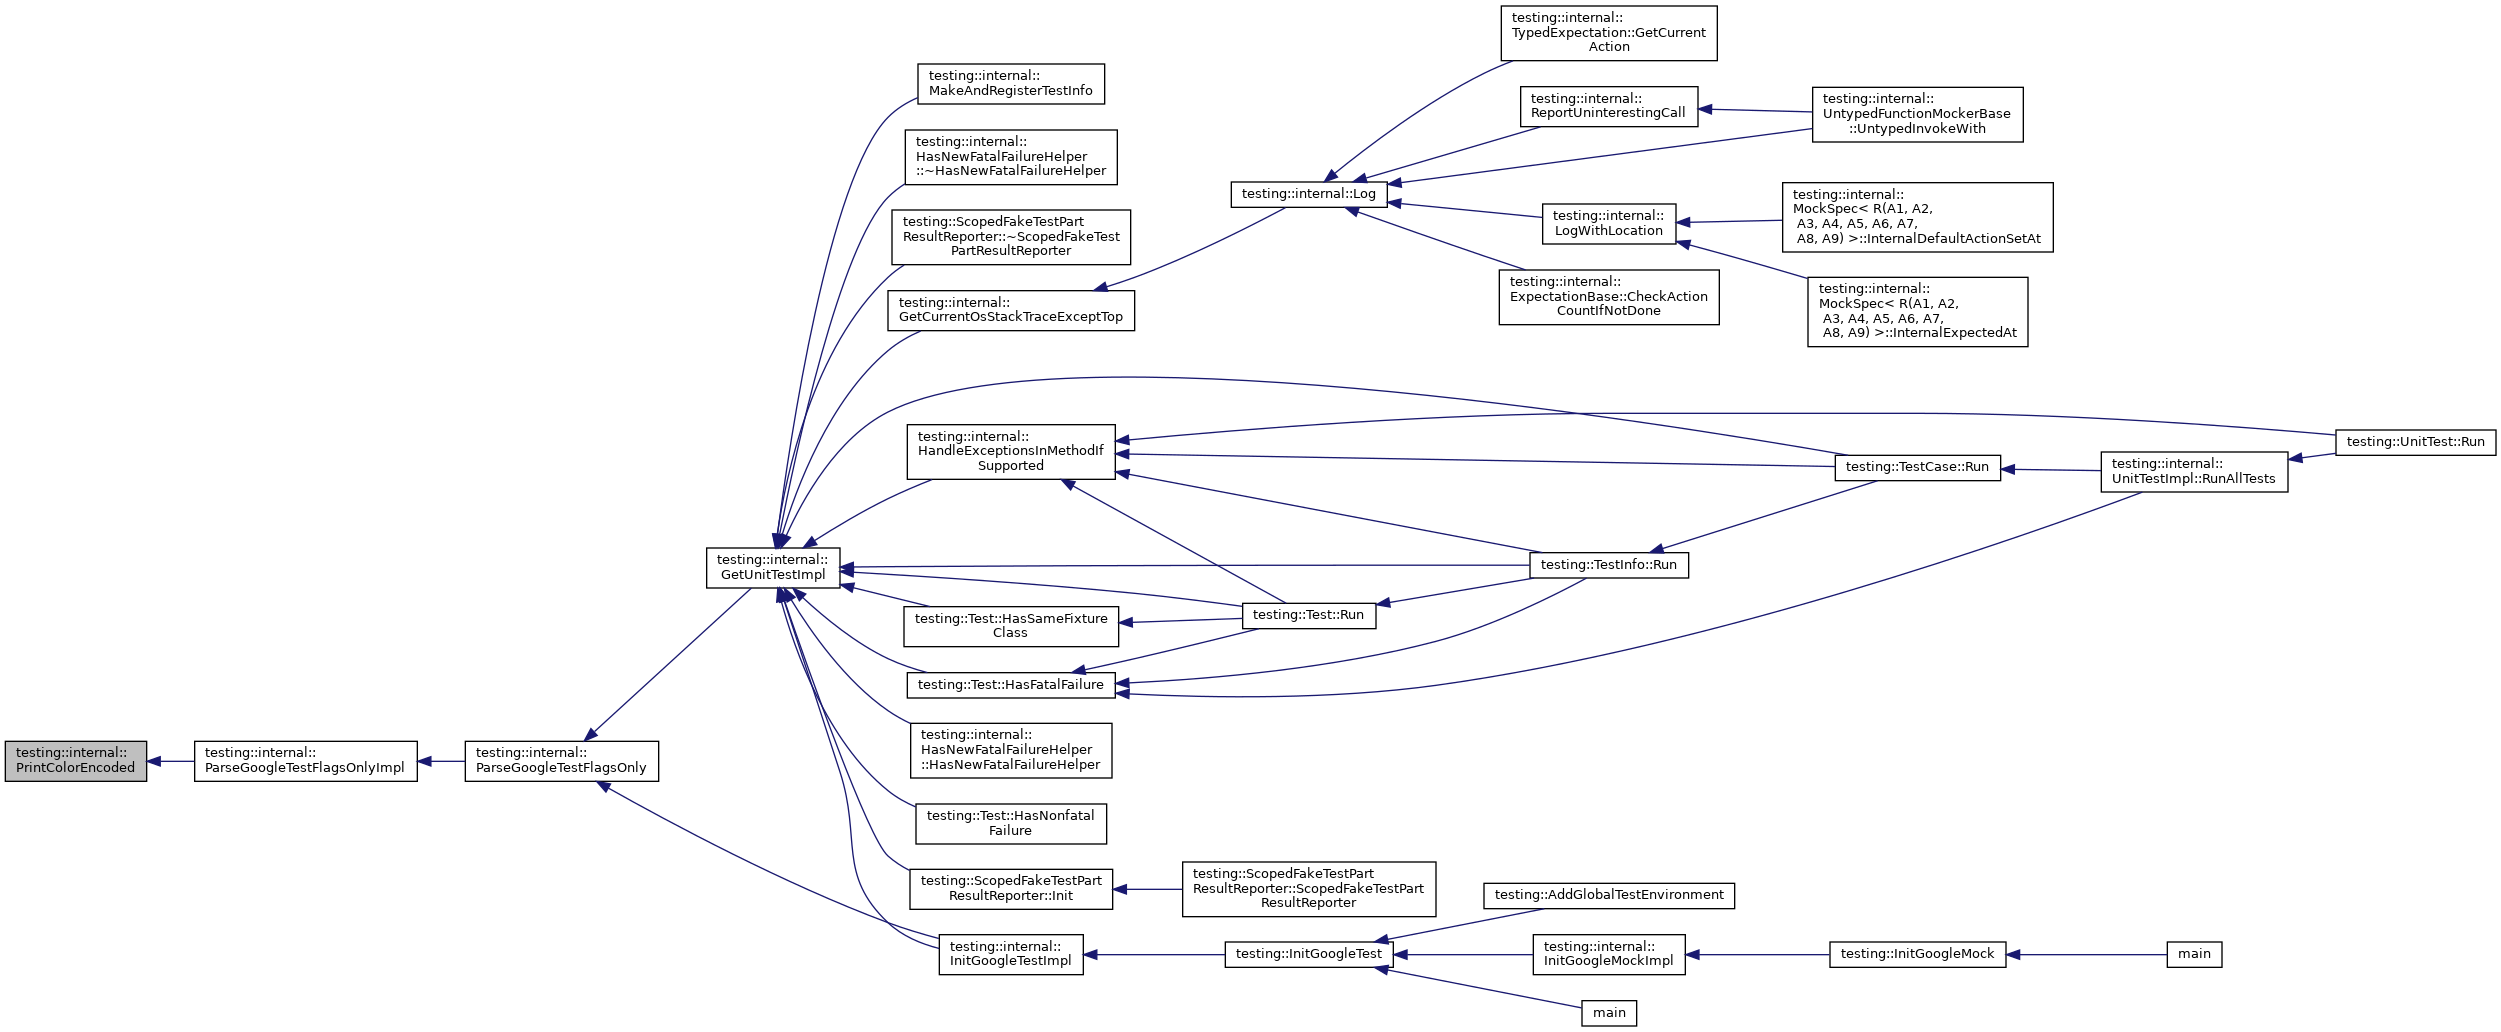 testing::internal::
TypedExpectation::GetCurrent
Action
testing::internal::
MakeAndRegisterTestInfo
testing::internal::
ReportUninterestingCall
testing::internal::
UntypedFunctionMockerBase
::UntypedInvokeWith
testing::internal::
HasNewFatalFailureHelper
::~HasNewFatalFailureHelper
testing::internal::Log
testing::internal::
MockSpec< R(A1, A2,
A3, A4, A5, A6, A7,
A8, A9) >::InternalDefaultActionSetAt
testing::internal::
LogWithLocation
testing::ScopedFakeTestPart
ResultReporter::~ScopedFakeTest
PartResultReporter
testing::internal::
ExpectationBase::CheckAction
CountIfNotDone
testing::internal::
MockSpec< R(A1, A2,
A3, A4, A5, A6, A7,
A8, A9) >::InternalExpectedAt
testing::internal::
GetCurrentOsStackTraceExceptTop
testing::internal::
HandleExceptionsInMethodIf
Supported
testing::UnitTest::Run
testing::TestCase::Run
testing::internal::
UnitTestImpl::RunAllTests
testing::internal::
GetUnitTestImpl
testing::TestInfo::Run
testing::Test::HasSameFixture
Class
testing::Test::Run
testing::Test::HasFatalFailure
testing::internal::
HasNewFatalFailureHelper
::HasNewFatalFailureHelper
testing::internal::
PrintColorEncoded
testing::internal::
ParseGoogleTestFlagsOnlyImpl
testing::internal::
ParseGoogleTestFlagsOnly
testing::Test::HasNonfatal
Failure
testing::ScopedFakeTestPart
ResultReporter::Init
testing::ScopedFakeTestPart
ResultReporter::ScopedFakeTestPart
ResultReporter
testing::AddGlobalTestEnvironment
testing::internal::
InitGoogleTestImpl
testing::InitGoogleTest
testing::internal::
InitGoogleMockImpl
testing::InitGoogleMock
main
main